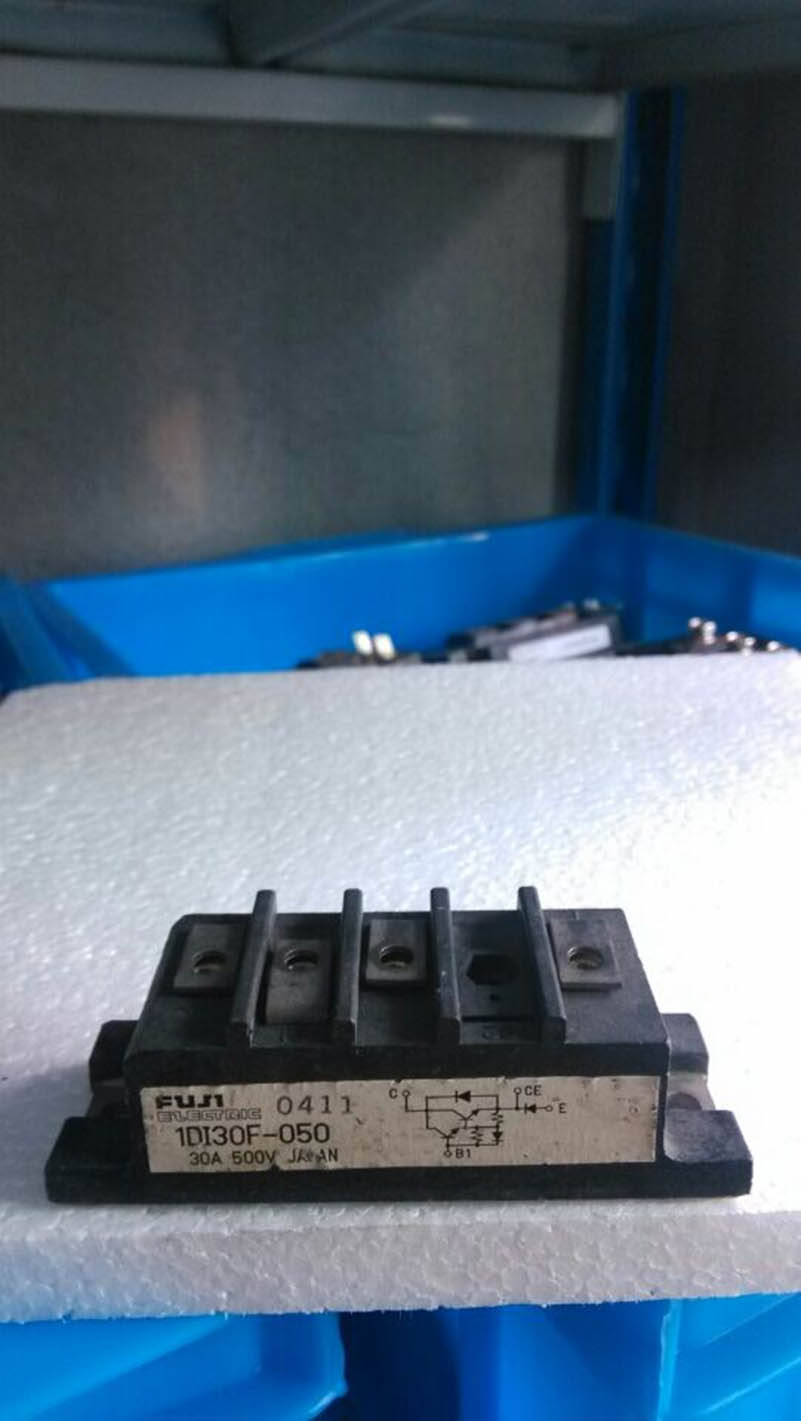 FUJI
ELECTRIC 0411
1DI30F-050
30A 500V JAPAN
C CE
E
B1